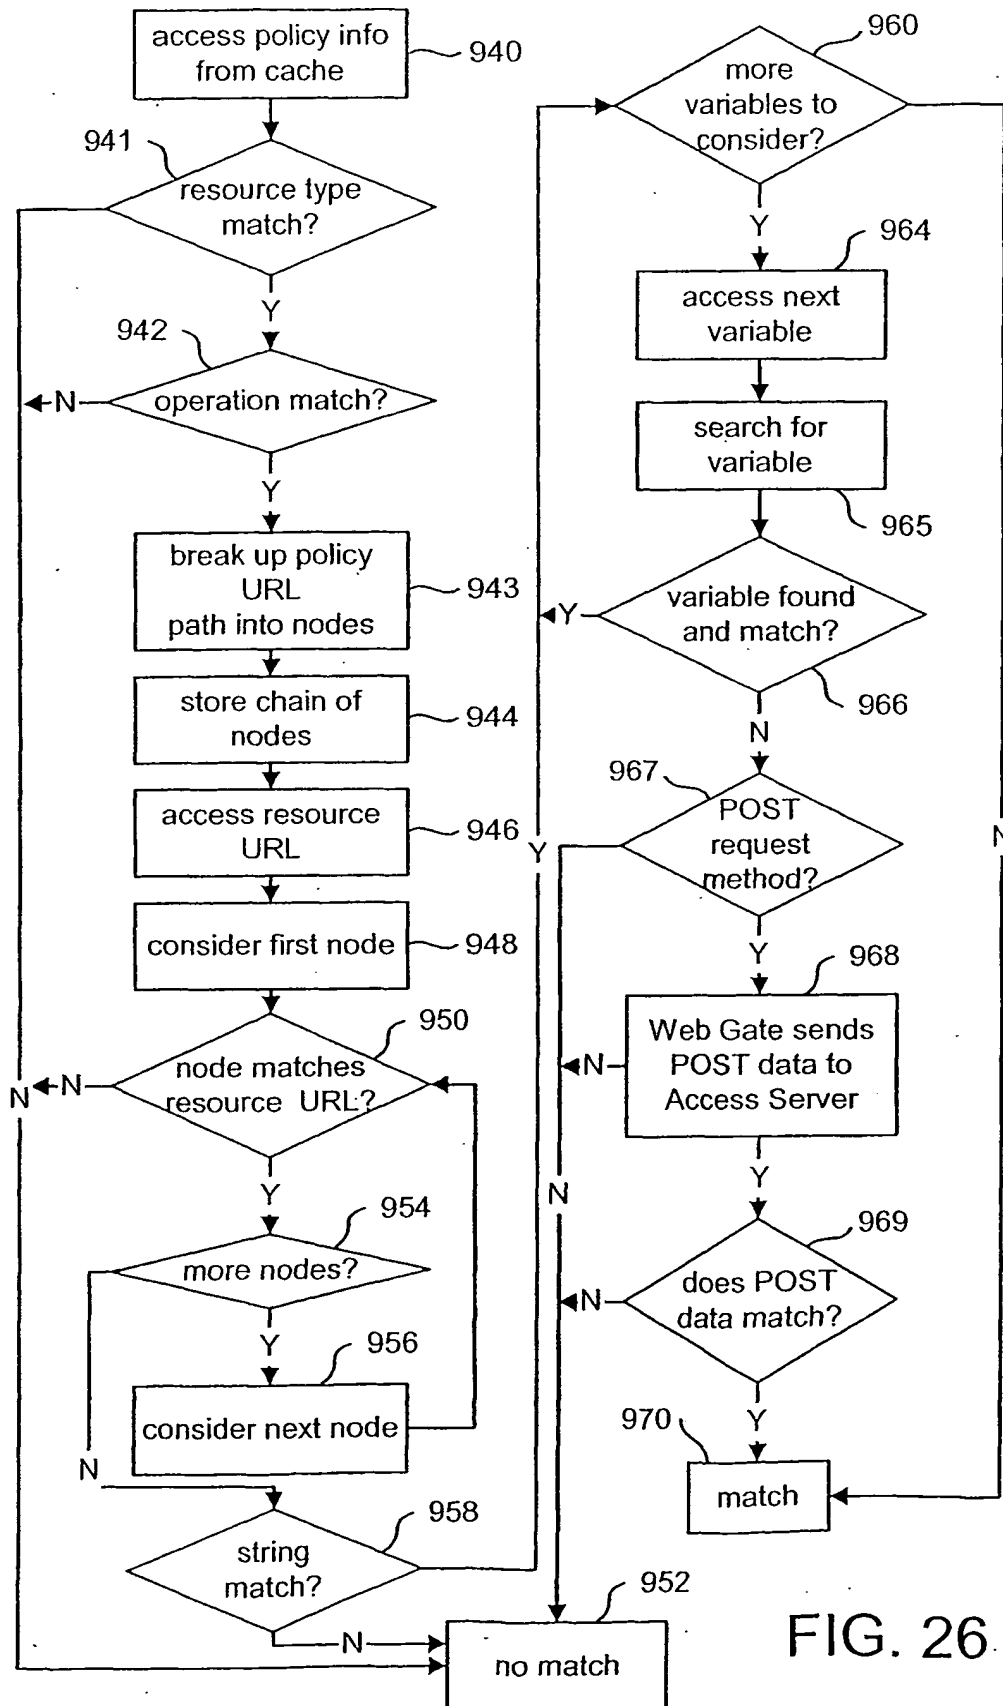 access policy info
from cache
940
941
resource type
match?
Y
942
operation match?
N
Y
break up policy
URL
path into nodes
943
store chain of
nodes
944
access resource
URL
946
consider first node
948
950
node matches
resource URL?
N
N
Y
954
more nodes?
Y
956
consider next node
N
958
string
match?
N
952
no match
960
more
variables to
consider?
Y
964
access next
variable
search for
variable
965
variable found
and match?
Y
966
N
967
POST
request
method?
Y
N
Y
968
Web Gate sends
POST data to
Access Server
N
Y
N
969
does POST
data match?
N
Y
970
match
FIG. 26